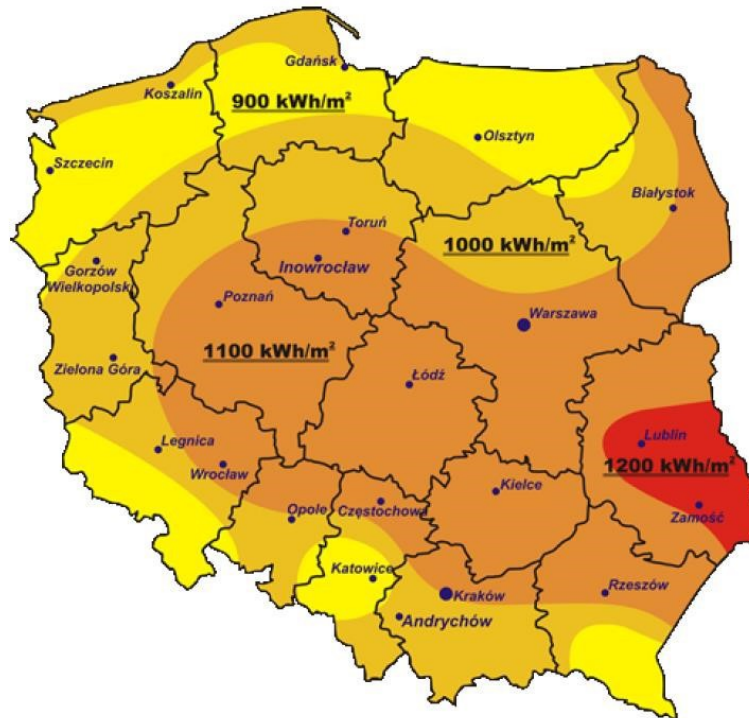 Gdańsk
Koszalin
900 kWh/m²
Olsztyn
Szczecin
Białystok
Toruń
1000 kWh/m²
Inowrocław
Gorzów
Wielkopolsk
Poznań
Warszawa
1100 kWh/m²
Zielona Góra
Łódź
Legnica
Lublin
Wrocław
1200 kWh/m²
Kielce
Opole
Częstochowa
Zamość
Katowice
Kraków
Rzeszów
Andrychów